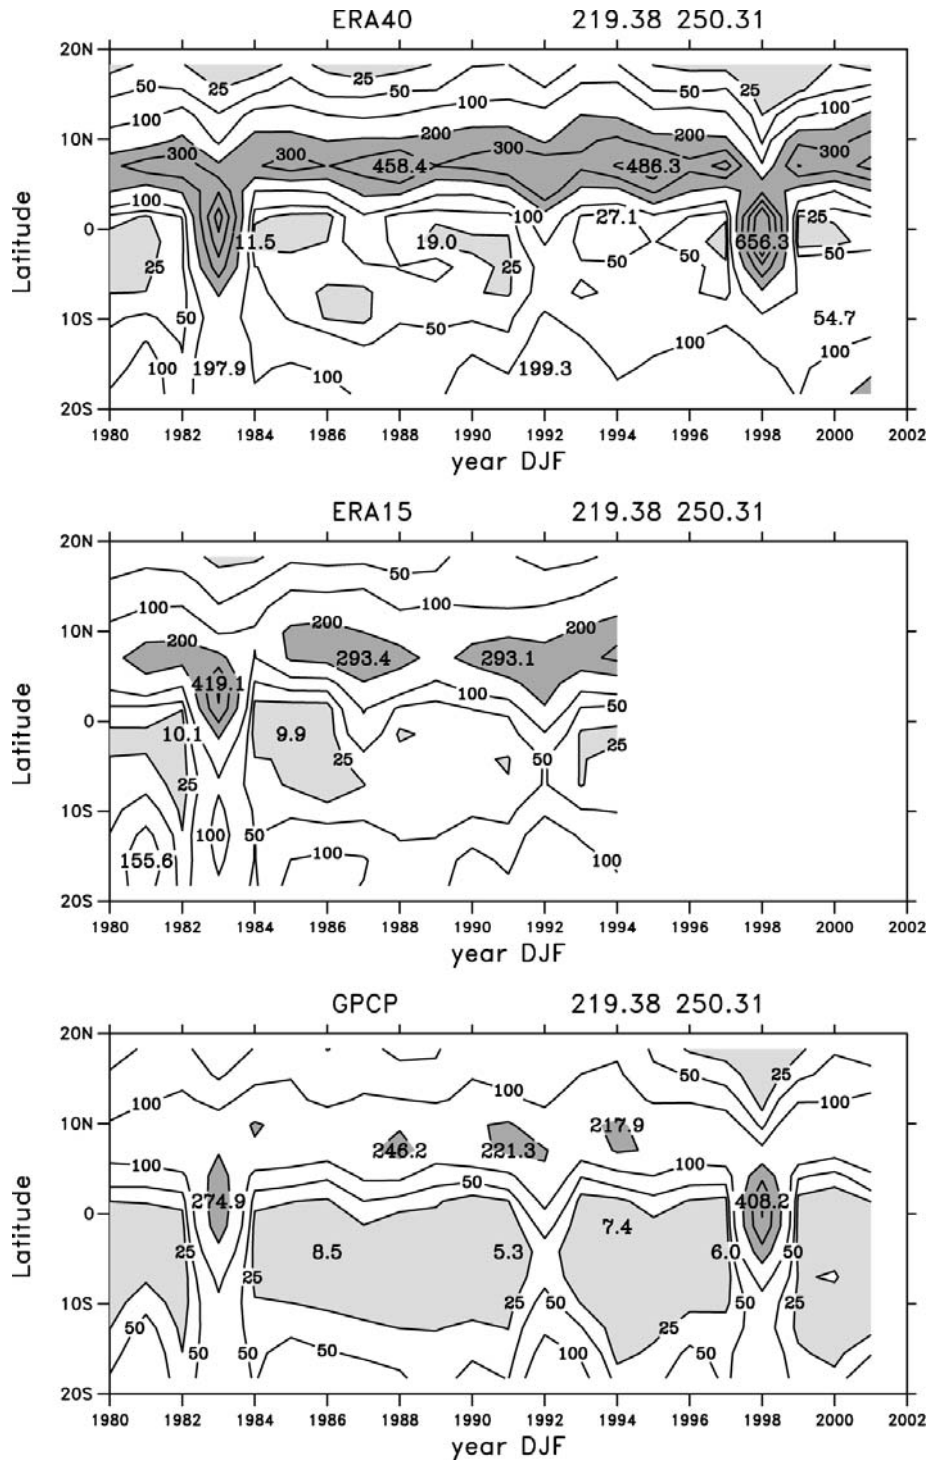 ERA40 219.38 250.31
20N
50 25 25 50 25
100 100 50 100
10N 200 200
300 300 458.4 300 486.3 300
Latitude
100 100 27.1 25
0 11.5 19.0 656.3
25 25 50 50 50
10S 50 50 54.7
100 100
100 197.9 100 199.3
20S
1980 1982 1984 1986 1988 1990 1992 1994 1996 1998 2000 2002
year DJF
ERA15 219.38 250.31
20N
50
100 100
10N 200 200
200 293.4 293.1
419.1
Latitude
100 50
0 10.1 9.9
25 50 25
25
10S
100 50
155.6 100 100
20S
1980 1982 1984 1986 1988 1990 1992 1994 1996 1998 2000 2002
year DJF
GPCP 219.38 250.31
20N
50 25
100 100 100
10N 217.9
246.2 221.3
100 100
50
Latitude
274.9 408.2
0 7.4
25 8.5 5.3 6.0 50
25
10S 25 50 50 25
50 25
50 50 50 50 100 50
20S
1980 1982 1984 1986 1988 1990 1992 1994 1996 1998 2000 2002
year DJF